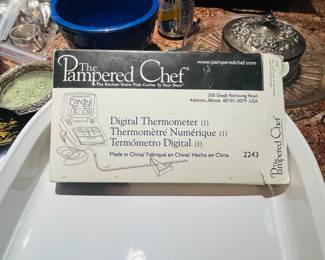 The
Pampered Chef
The Kitchen Store That Comes To Your Door
www.pamperedchef.com
350 South Rohlwing Road
Addison, Illinois 60101-3079 USA
CANDY
Digital Thermometer (1)
Thermomètre Numérique (1)
Termómetro Digital (1)
Made in China/ Fabriqué en Chine/ Hecho en China
2243
The
Pampered Chef